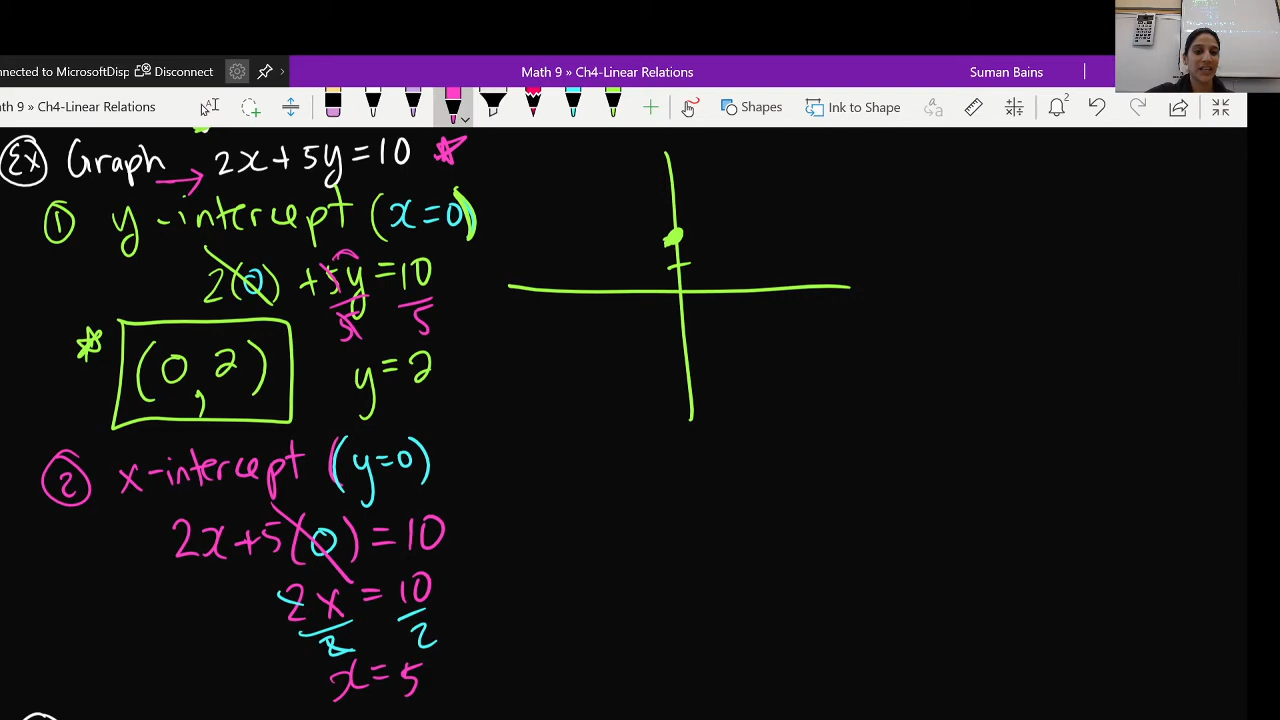 nnected to MicrosoftDisp Disconnect
Math 9 » Ch4-Linear Relations
Suman Bains
Ch4-Linear Relations
Shapes
Ink to Shape
2
Ex Graph → 2x + 5y = 10
① y-intercept (x=0)
2(0) + 5y = 10
5 5
y = 2
(0, 2)
② x-intercept (y=0)
2x + 5(0) = 10
2x = 10
2 2
x = 5